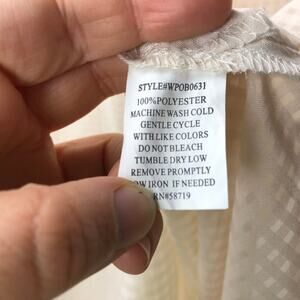 STYLE#WPOB0631
100%POLYESTER
MACHINE WASH COLD
GENTLE CYCLE
WITH LIKE COLORS
DO NOT BLEACH
TUMBLE DRY LOW
REMOVE PROMPTLY
OW IRON IF NEEDED
RN#58719